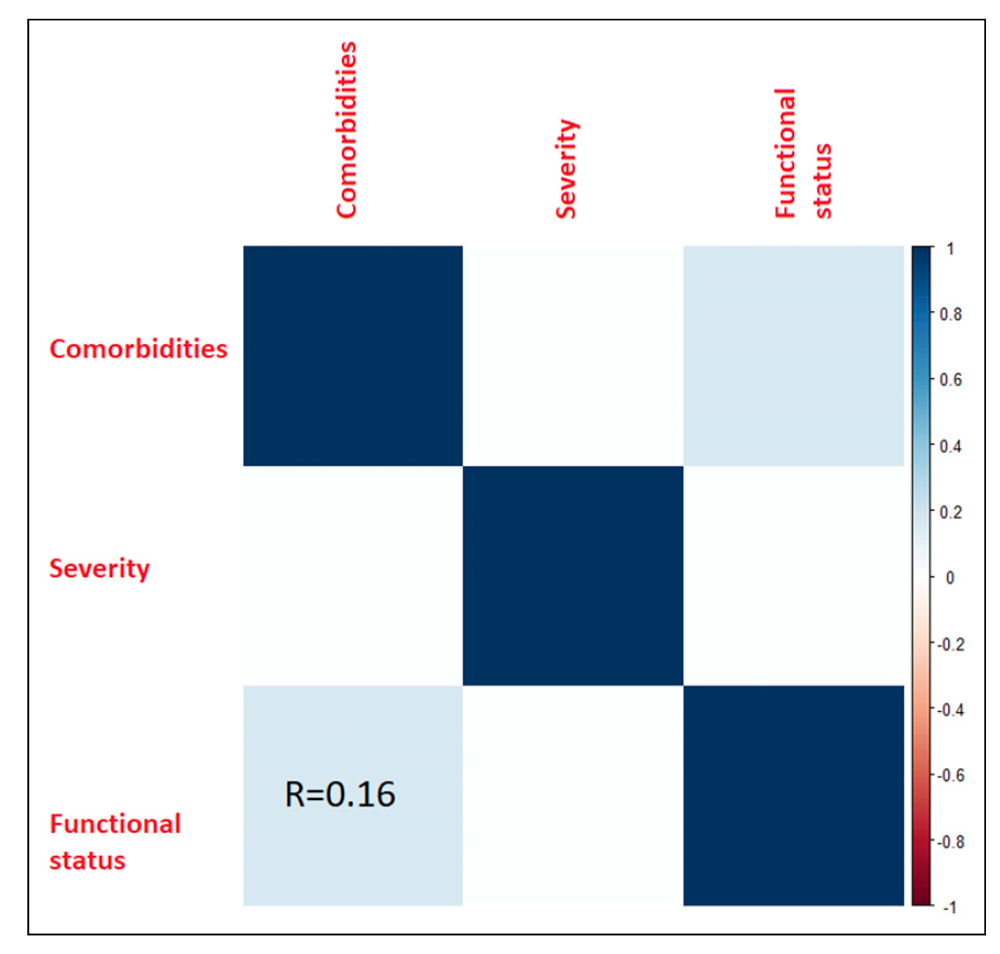 Comorbidities
Severity
Functional
status
Comorbidities
Severity
Functional
status
R=0.16
1
0.8
0.6
0.4
0.2
0
-0.2
-0.4
-0.6
-0.8
-1